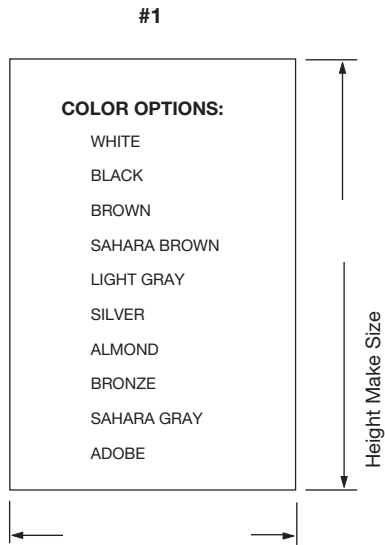 #1
COLOR OPTIONS:
WHITE
BLACK
BROWN
SAHARA BROWN
LIGHT GRAY
SILVER
ALMOND
BRONZE
SAHARA GRAY
ADOBE
Height Make Size